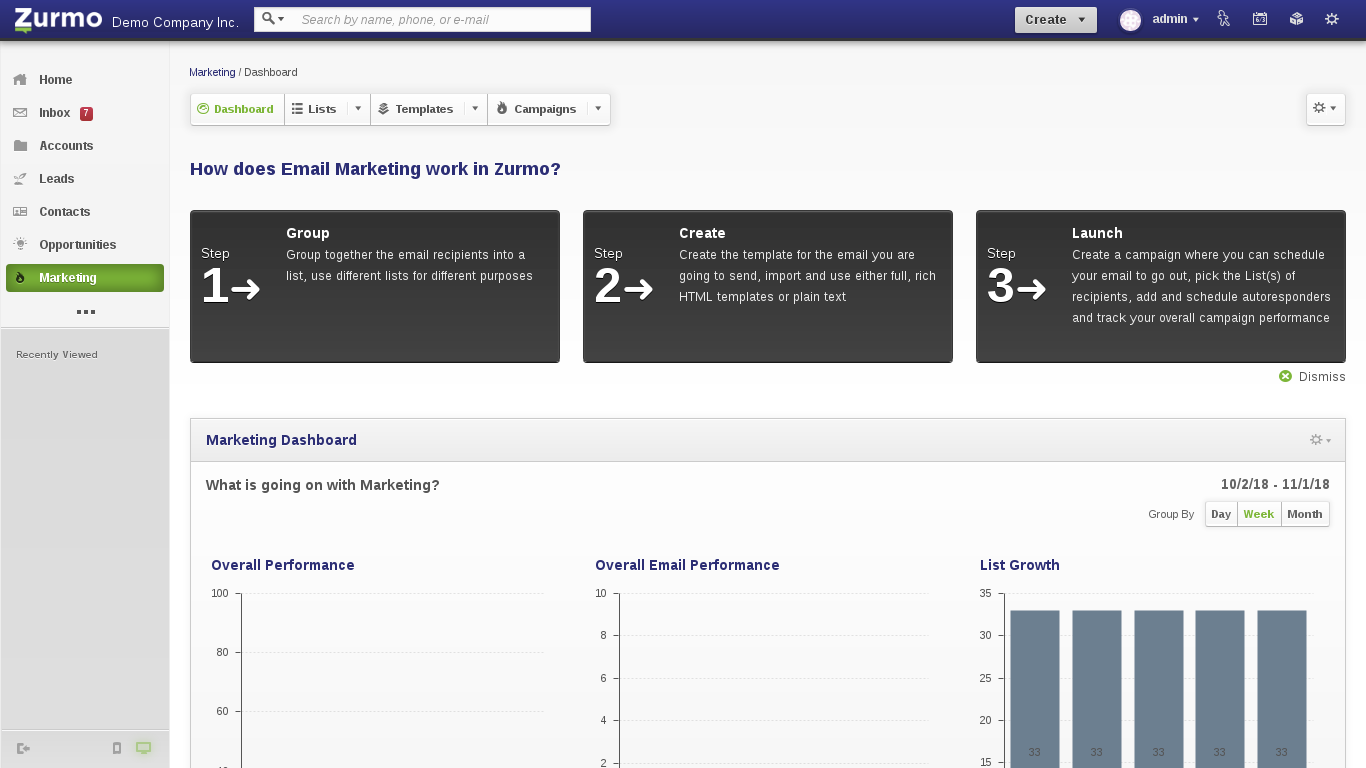 Zurmo Demo Company Inc.
Search by name, phone, or e-mail
Create
admin
Home
Inbox 7
Accounts
Leads
Contacts
Opportunities
Marketing
Recently Viewed
Marketing / Dashboard
Dashboard Lists Templates Campaigns
How does Email Marketing work in Zurmo?
Step
1
Group
Group together the email recipients into a
list, use different lists for different purposes
Step
2
Create
Create the template for the email you are
going to send, import and use either full, rich
HTML templates or plain text
Step
3
Launch
Create a campaign where you can schedule
your email to go out, pick the List(s) of
recipients, add and schedule autoresponders
and track your overall campaign performance
Dismiss
Marketing Dashboard
What is going on with Marketing?
10/2/18 - 11/1/18
Group By Day Week Month
Overall Performance
100
80
60
Overall Email Performance
10
8
6
4
2
List Growth
35
30
25
20
15
33 33 33 33 33